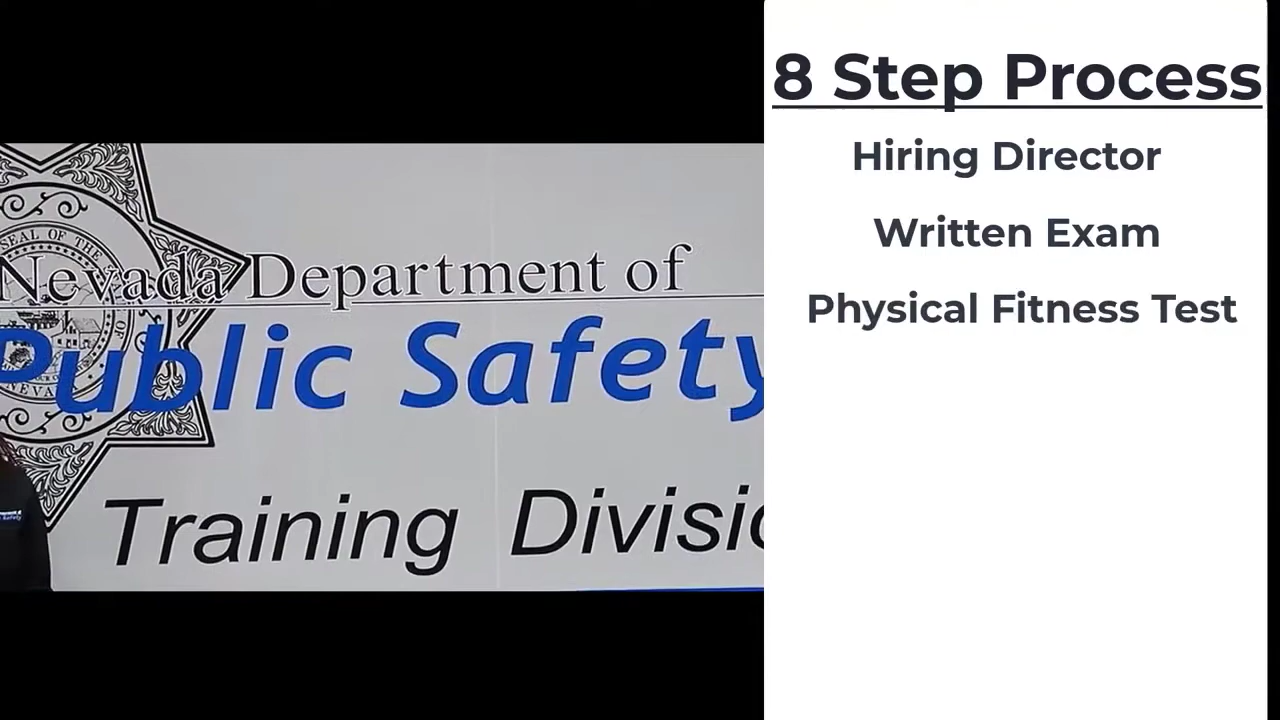 SEAL OF THE
Nevada Department of
Public Safety
NEVADA
Training Divisio
8 Step Process
Hiring Director
Written Exam
Physical Fitness Test